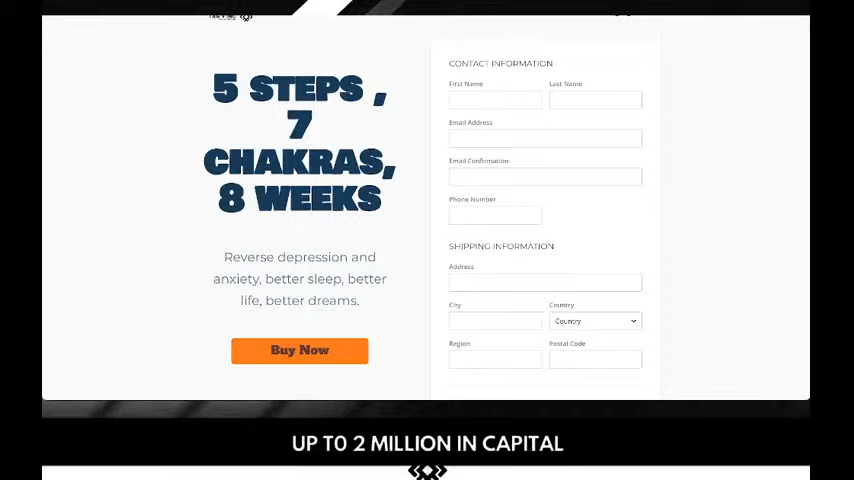 5 STEPS ,
7
CHAKRAS,
8 WEEKS
Reverse depression and
anxiety, better sleep, better
life, better dreams.
Buy Now
CONTACT INFORMATION
First Name Last Name
Email Address
Email Confirmation
Phone Number
SHIPPING INFORMATION
Address
City Country
Country
Region Postal Code
UP TO 2 MILLION IN CAPITAL